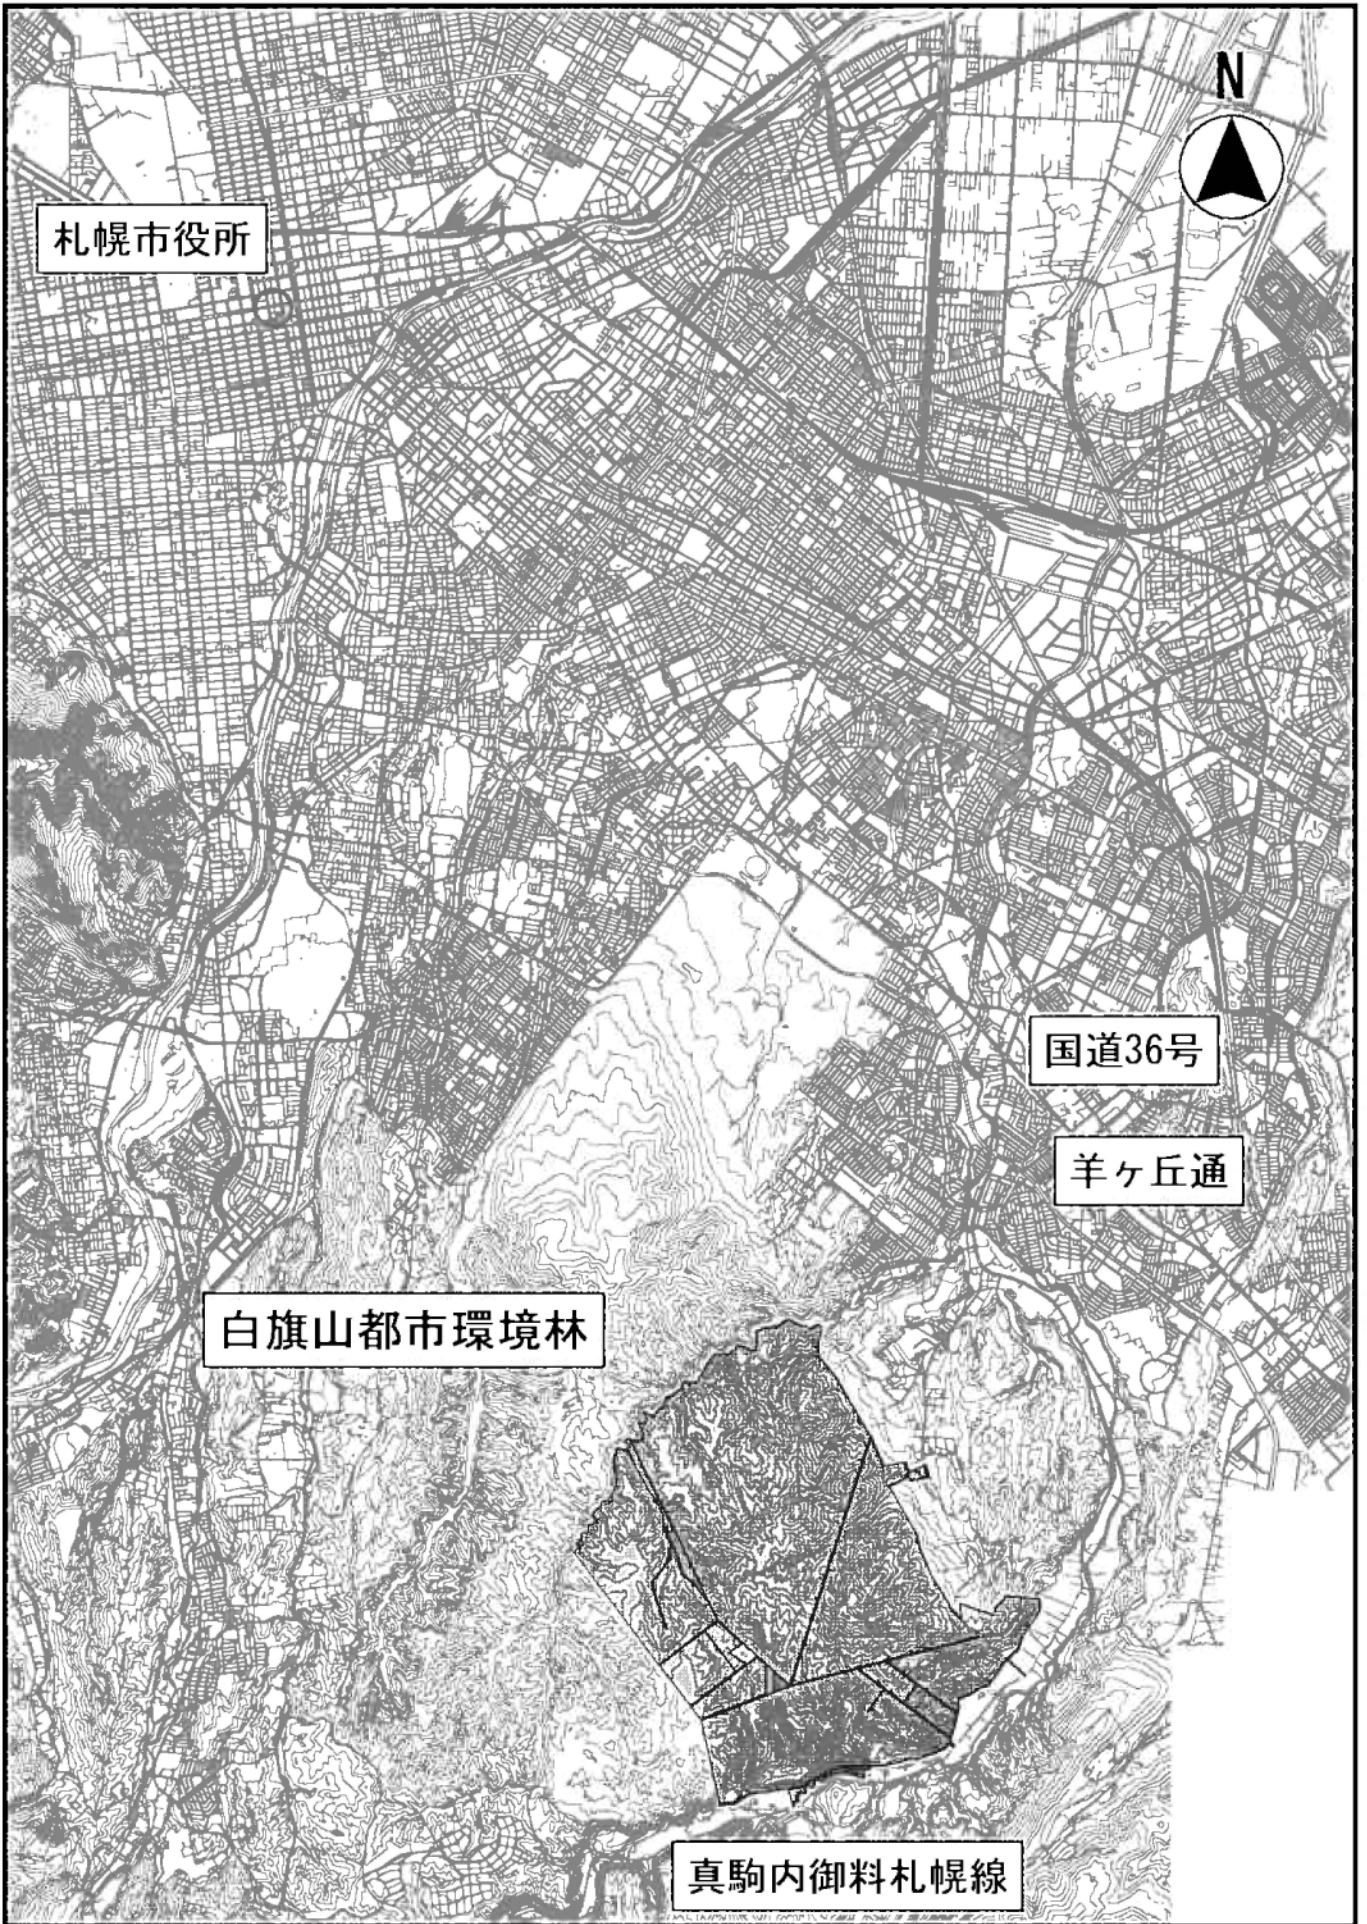 N
札幌市役所
国道36号
羊ヶ丘通
白旗山都市環境林
真駒内御料札幌線